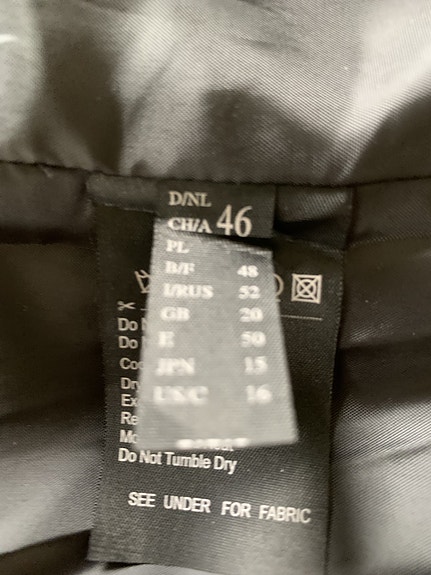 D/NL
CH/A 46
PL
B/F 48
I/RUS 52
GB 20
E 50
JPN 15
US/C 16
Do
Do
Dry
Do Not Tumble Dry
SEE UNDER FOR FABRIC